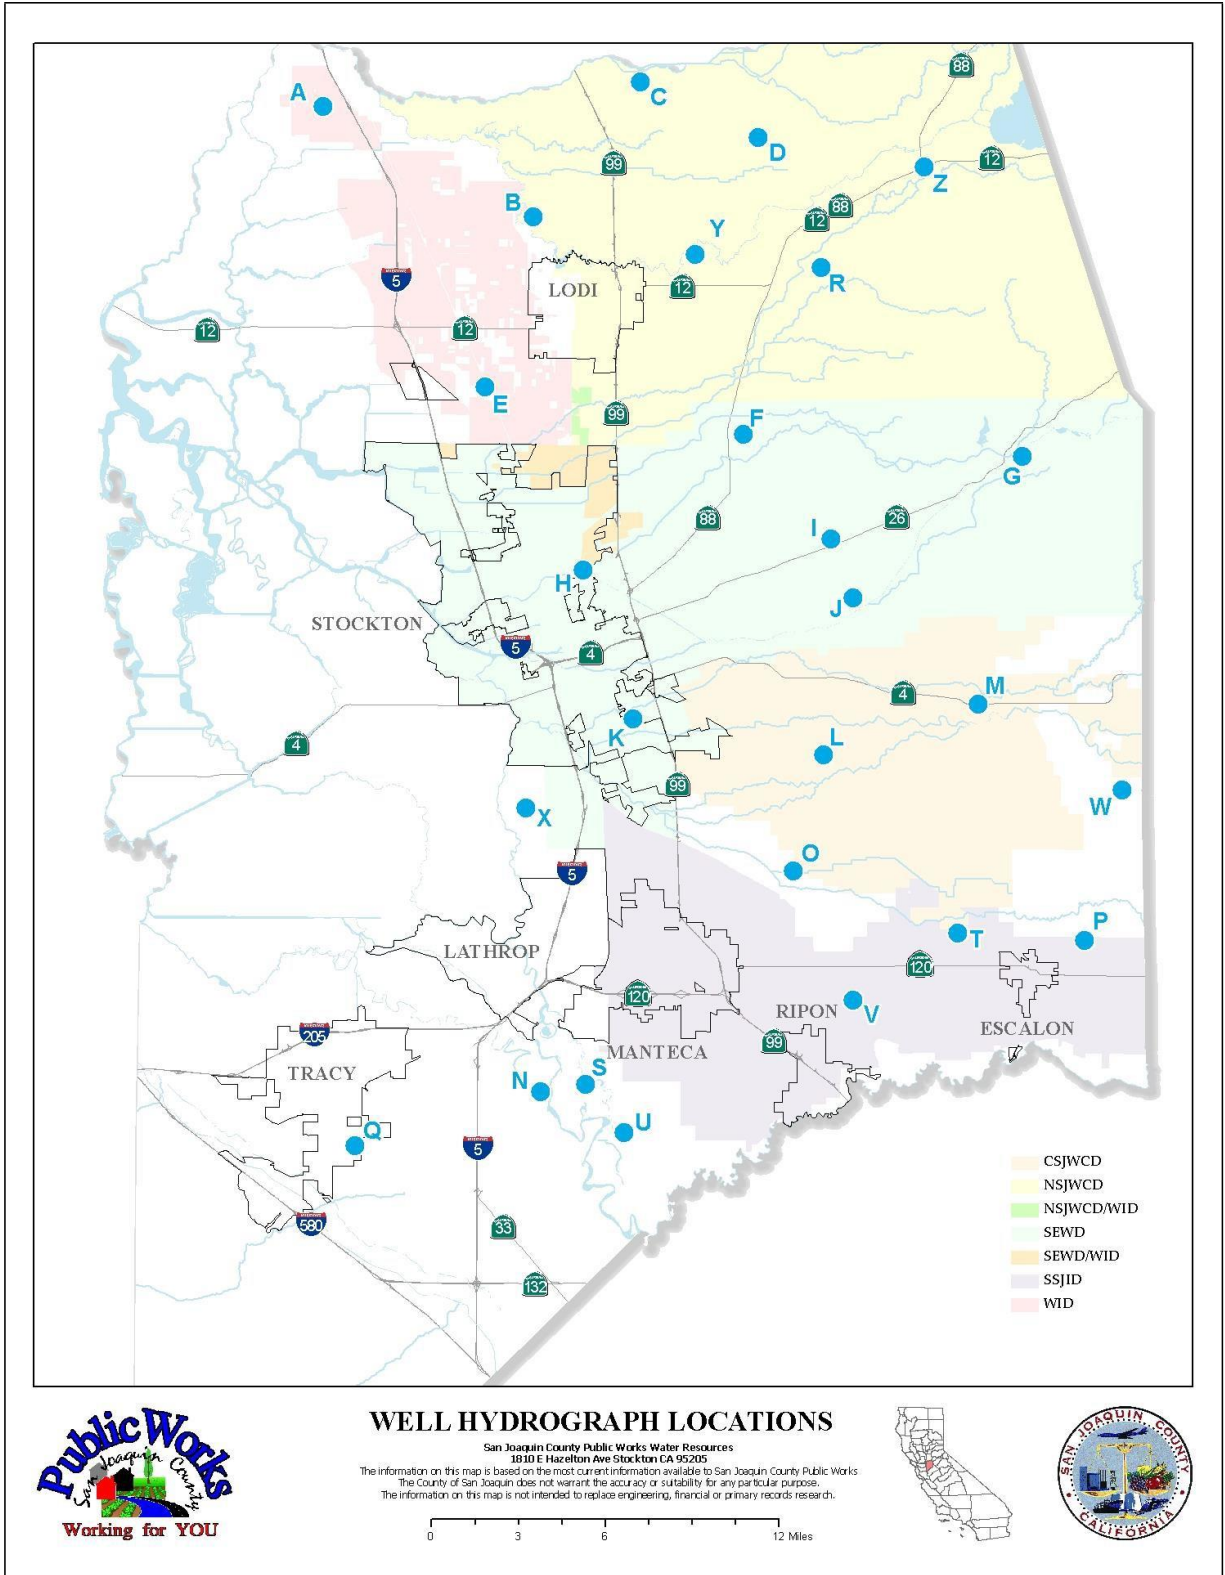 88
A
C
D
99
12
Z
88
12
B
Y
R
5
LODI
12
12
12
E
99
F
G
88
26
I
H
J
STOCKTON
5
4
M
4
K
L
4
99
W
X
O
5
P
T
LATHROP
120
120
V
RIPON
ESCALON
205
99
MANTECA
TRACY
S
N
U
Q
5
580
33
132
CSJWCD
NSJWCD
NSJWCD/WID
SEWD
SEWD/WID
SSJID
WID
Public Works
San Joaquin County
Working for YOU
WELL HYDROGRAPH LOCATIONS
San Joaquin County Public Works Water Resources
1810 E Hazelton Ave Stockton CA 95205
The information on this map is based on the most current information available to San Joaquin County Public Works
The County of San Joaquin does not warrant the accuracy or suitability for any particular purpose.
The information on this map is not intended to replace engineering, financial or primary records research.
0 3 6 12 Miles
SAN JOAQUIN COUNTY
CALIFORNIA